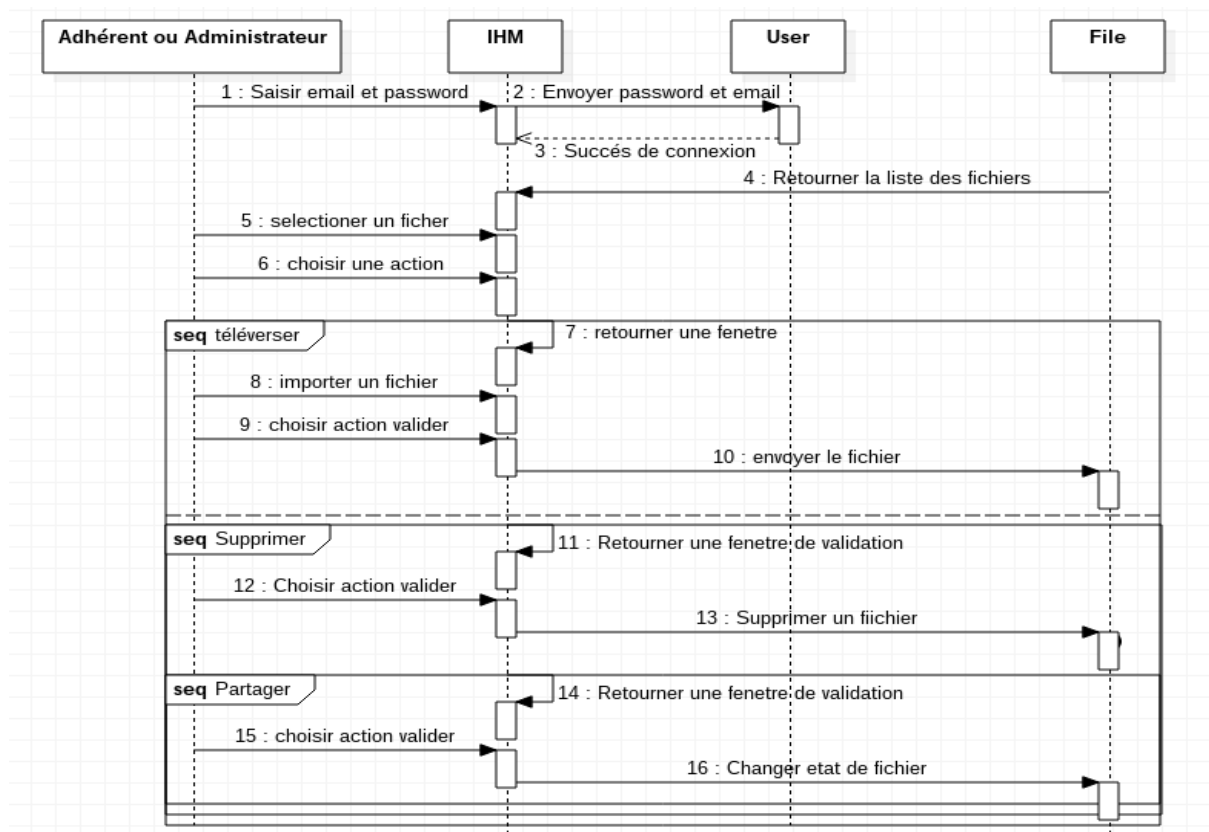 Adhérent ou Administrateur
IHM
User
File
1 : Saisir email et password
2 : Envoyer password et email
3 : Succés de connexion
4 : Retourner la liste des fichiers
5 : selectioner un ficher
6 : choisir une action
seq téléverser
7 : retourner une fenetre
8 : importer un fichier
9 : choisir action valider
10 : envoyer le fichier
seq Supprimer
11 : Retourner une fenetre de validation
12 : Choisir action valider
13 : Supprimer un fiichier
seq Partager
14 : Retourner une fenetre de validation
15 : choisir action valider
16 : Changer etat de fichier